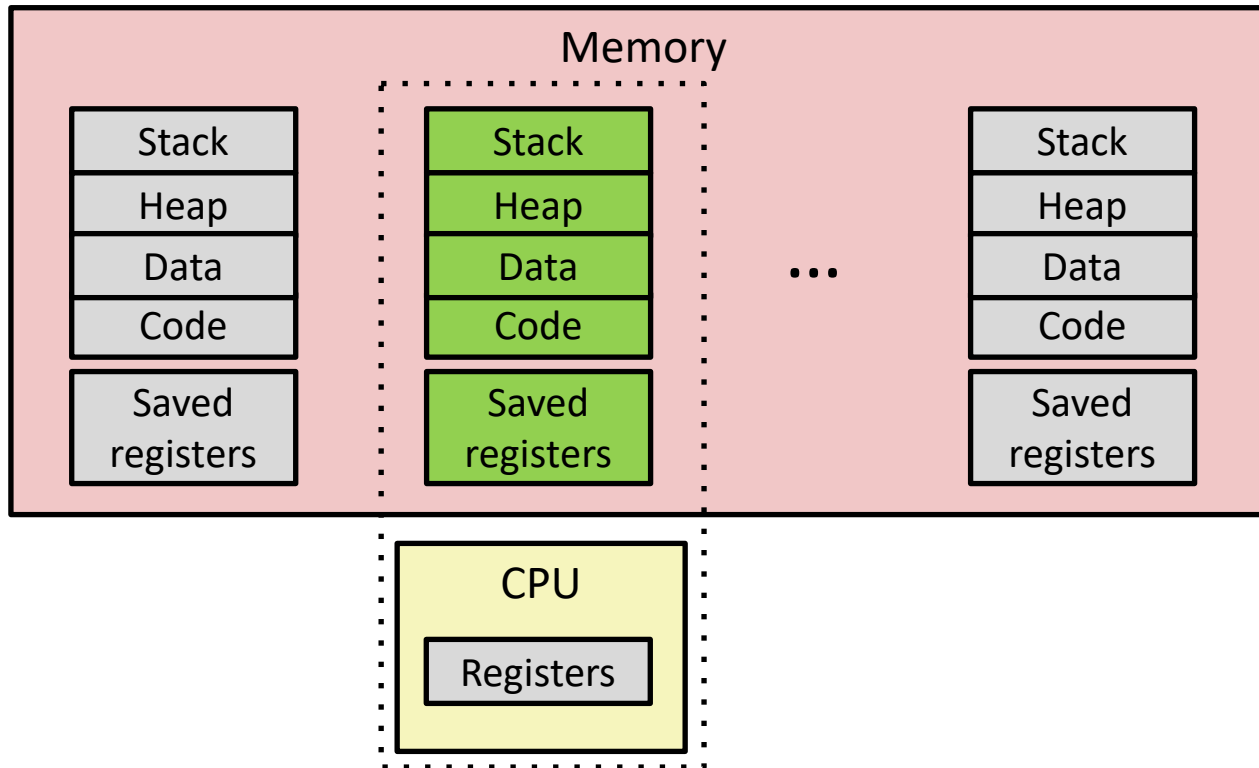 Memory
Stack
Heap
Data
Code
Saved
registers
Stack
Heap
Data
Code
Saved
registers
...
Stack
Heap
Data
Code
Saved
registers
CPU
Registers